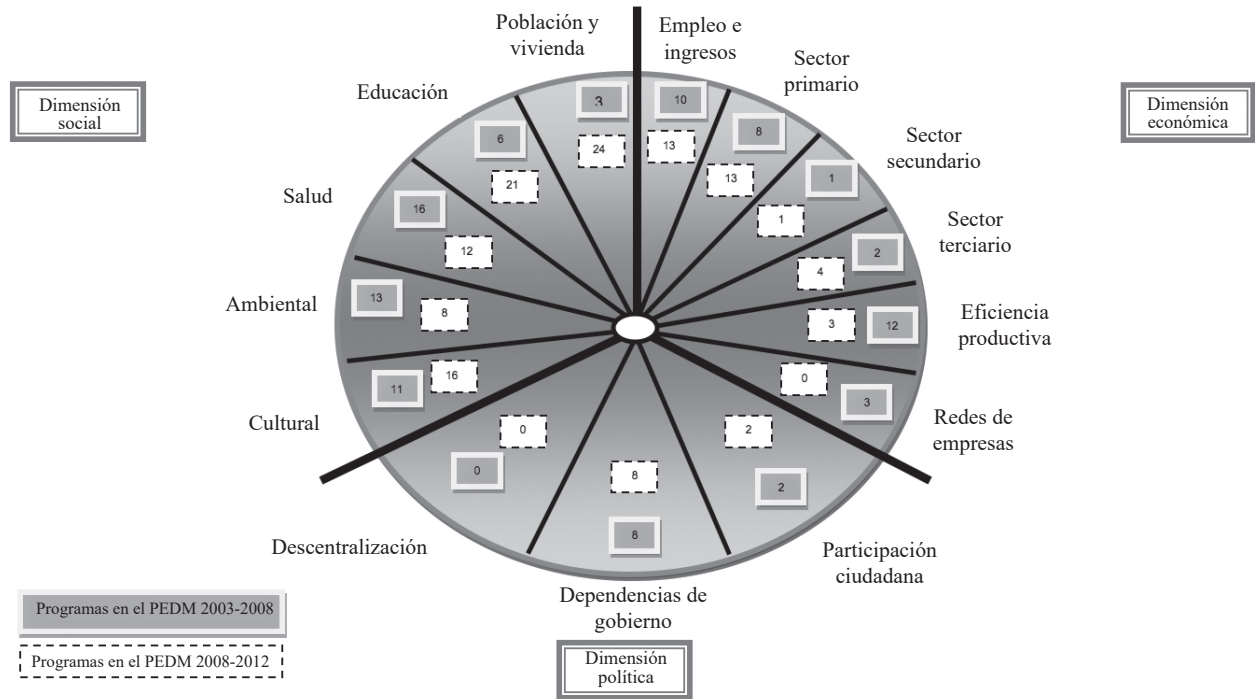 Población y
vivienda
Empleo e
ingresos
Sector
primario
Educación
Dimensión
social
Dimensión
económica
3
10
8
6
24
13
13
1
Sector
secundario
21
16
1
Salud
12
Sector
terciario
2
4
13
8
Ambiental
3
12
Eficiencia
productiva
11
16
0
3
Cultural
Redes de
empresas
0
2
0
8
2
8
Descentralización
Participación
ciudadana
Dependencias de
gobierno
Programas en el PEDM 2003-2008
Programas en el PEDM 2008-2012
Dimensión
política